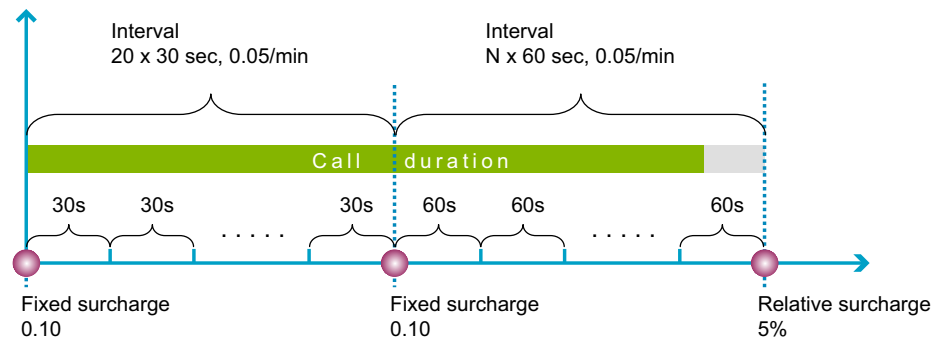 Interval
20 x 30 sec, 0.05/min
Interval
N x 60 sec, 0.05/min
Call duration
30s
30s
. . . . .
30s
60s
60s
. . . . .
60s
Fixed surcharge
0.10
Fixed surcharge
0.10
Relative surcharge
5%